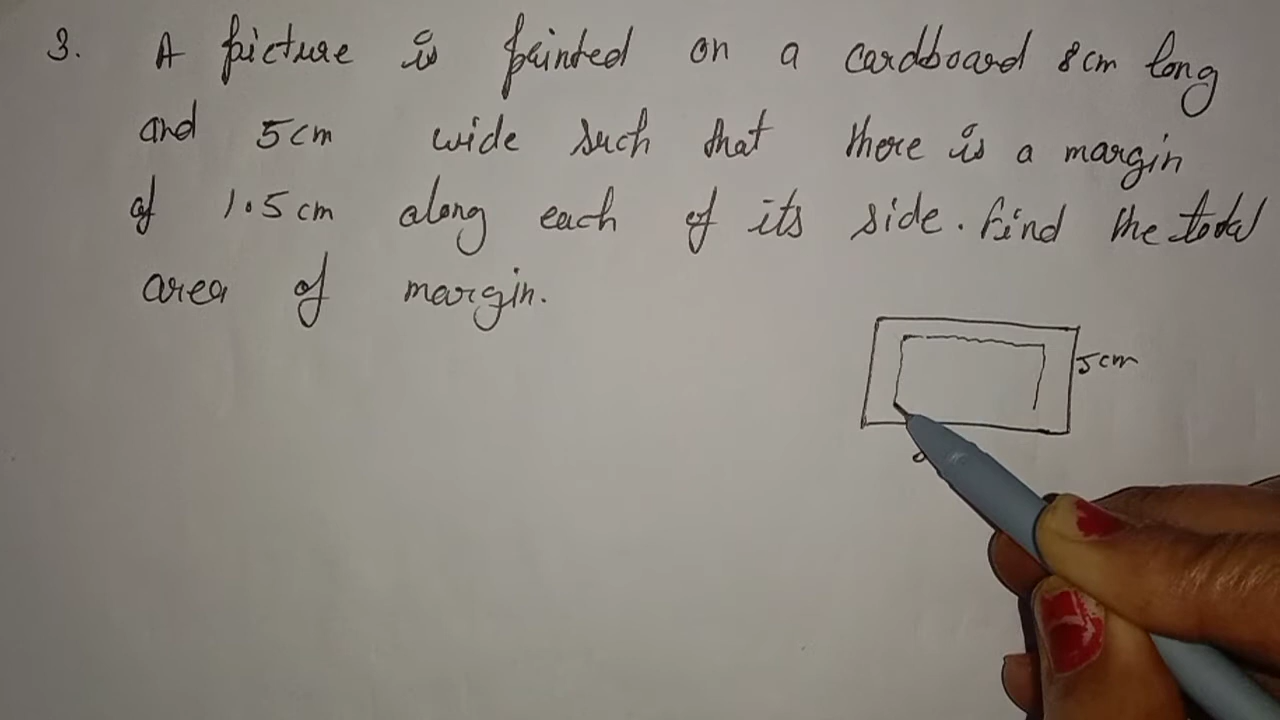 3. A picture is painted on a cardboard 8cm long
and 5cm wide such that there is a margin
of 1.5cm along each of its side. Find the total
area of margin.
5cm